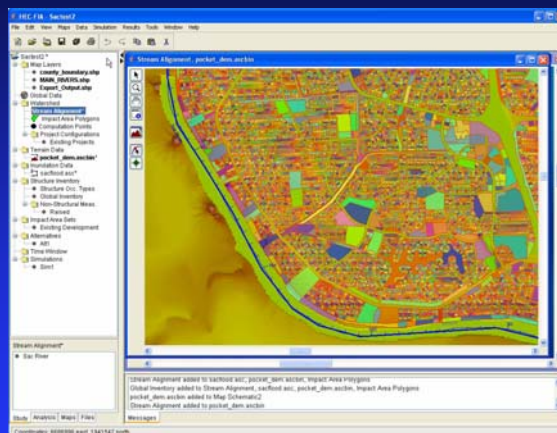 HEC-FIA - Sactest2
File Edit View Maps Data Simulation Results Tools Window Help
Sactest2*
Map Layers
county_boundary.shp
MAIN_RIVERS.shp
Export_Output.shp
Global Data
Watershed
Stream Alignment*
Impact Area Polygons
Computation Points
Project Configurations
Existing Projects
Terrain Data
pocket_dem.ascbin*
Inundation Data
sacflood.asc*
Structure Inventory
Structure Occ. Types
Global Inventory
Non-Structural Meas.
Raised
Impact Area Sets
Existing Development
Alternatives
Alt1
Time-Window
Simulations
Sim1
Stream Alignment, pocket_dem.ascbin
Stream Alignment*
Sac River
Study Analysis Maps Files
Stream Alignment added to sacflood.asc, pocket_dem.ascbin, Impact Area Polygons
Global Inventory added to Stream Alignment, sacflood.asc, pocket_dem.ascbin, Impact Area Polygons
pocket_dem.ascbin added to Map Schematic2
Stream Alignment added to pocket_dem.ascbin
Messages
Coordinates: east, north